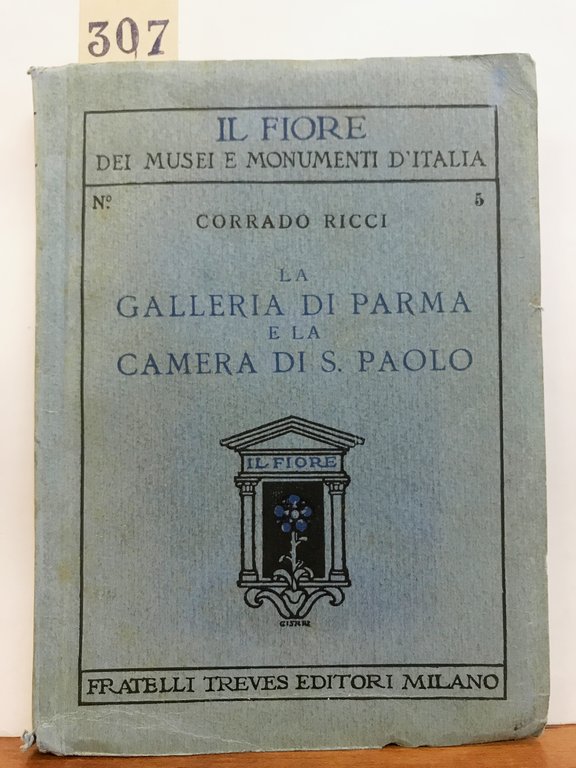 307
IL FIORE
DEI MUSEI E MONUMENTI D'ITALIA
Nº 5
CORRADO RICCI
LA
GALLERIA DI PARMA
E LA
CAMERA DI S. PAOLO
IL FIORE
FRATELLI TREVES EDITORI MILANO